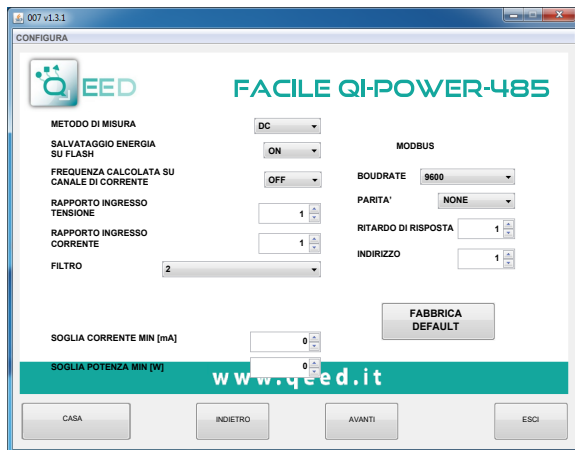 007 v1.3.1
CONFIGURA
QEED
FACILE QI-POWER-485
METODO DI MISURA
DC
SALVATAGGIO ENERGIA
SU FLASH
ON
FREQUENZA CALCOLATA SU
CANALE DI CORRENTE
OFF
RAPPORTO INGRESSO
TENSIONE
1
RAPPORTO INGRESSO
CORRENTE
1
FILTRO
2
MODBUS
BOUDRATE
9600
PARITA'
NONE
RITARDO DI RISPOSTA
1
INDIRIZZO
1
FABBRICA
DEFAULT
SOGLIA CORRENTE MIN [mA]
0
SOGLIA POTENZA MIN [W]
0
www.qeed.it
CASA
INDIETRO
AVANTI
ESCI